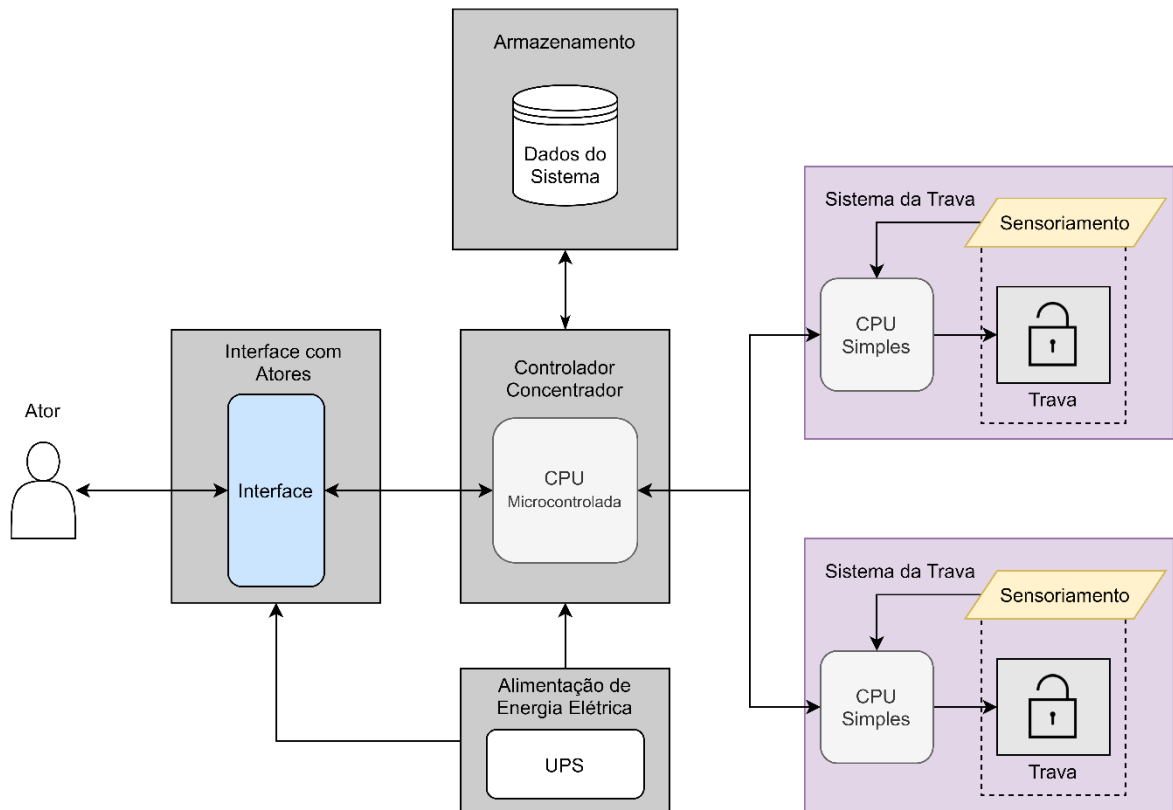 Armazenamento
Dados do
Sistema
Sistema da Trava
Sensoriamento
CPU
Simples
Trava
Interface com
Atores
Interface
Controlador
Concentrador
CPU
Microcontrolada
Ator
Sistema da Trava
Sensoriamento
CPU
Simples
Trava
Alimentação de
Energia Elétrica
UPS